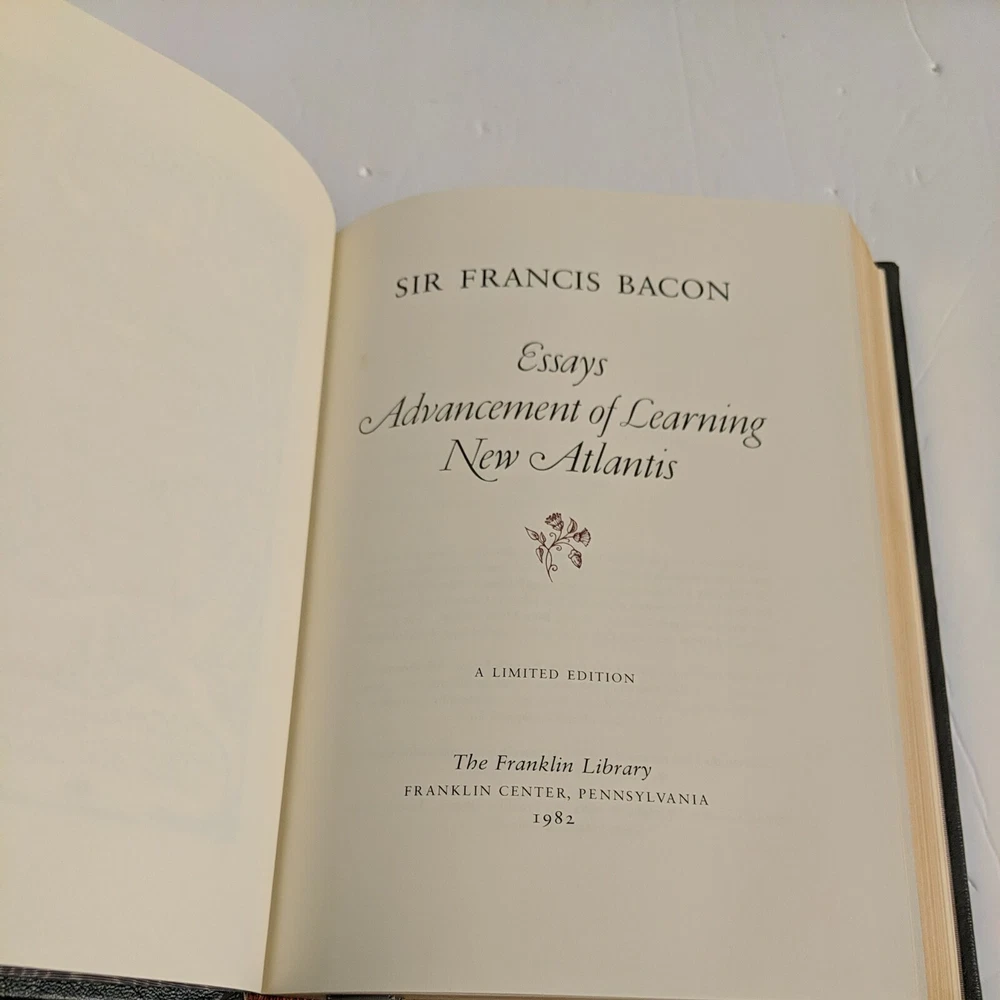 SIR FRANCIS BACON
Essays
Advancement of Learning
New Atlantis
A LIMITED EDITION
The Franklin Library
FRANKLIN CENTER, PENNSYLVANIA
1982